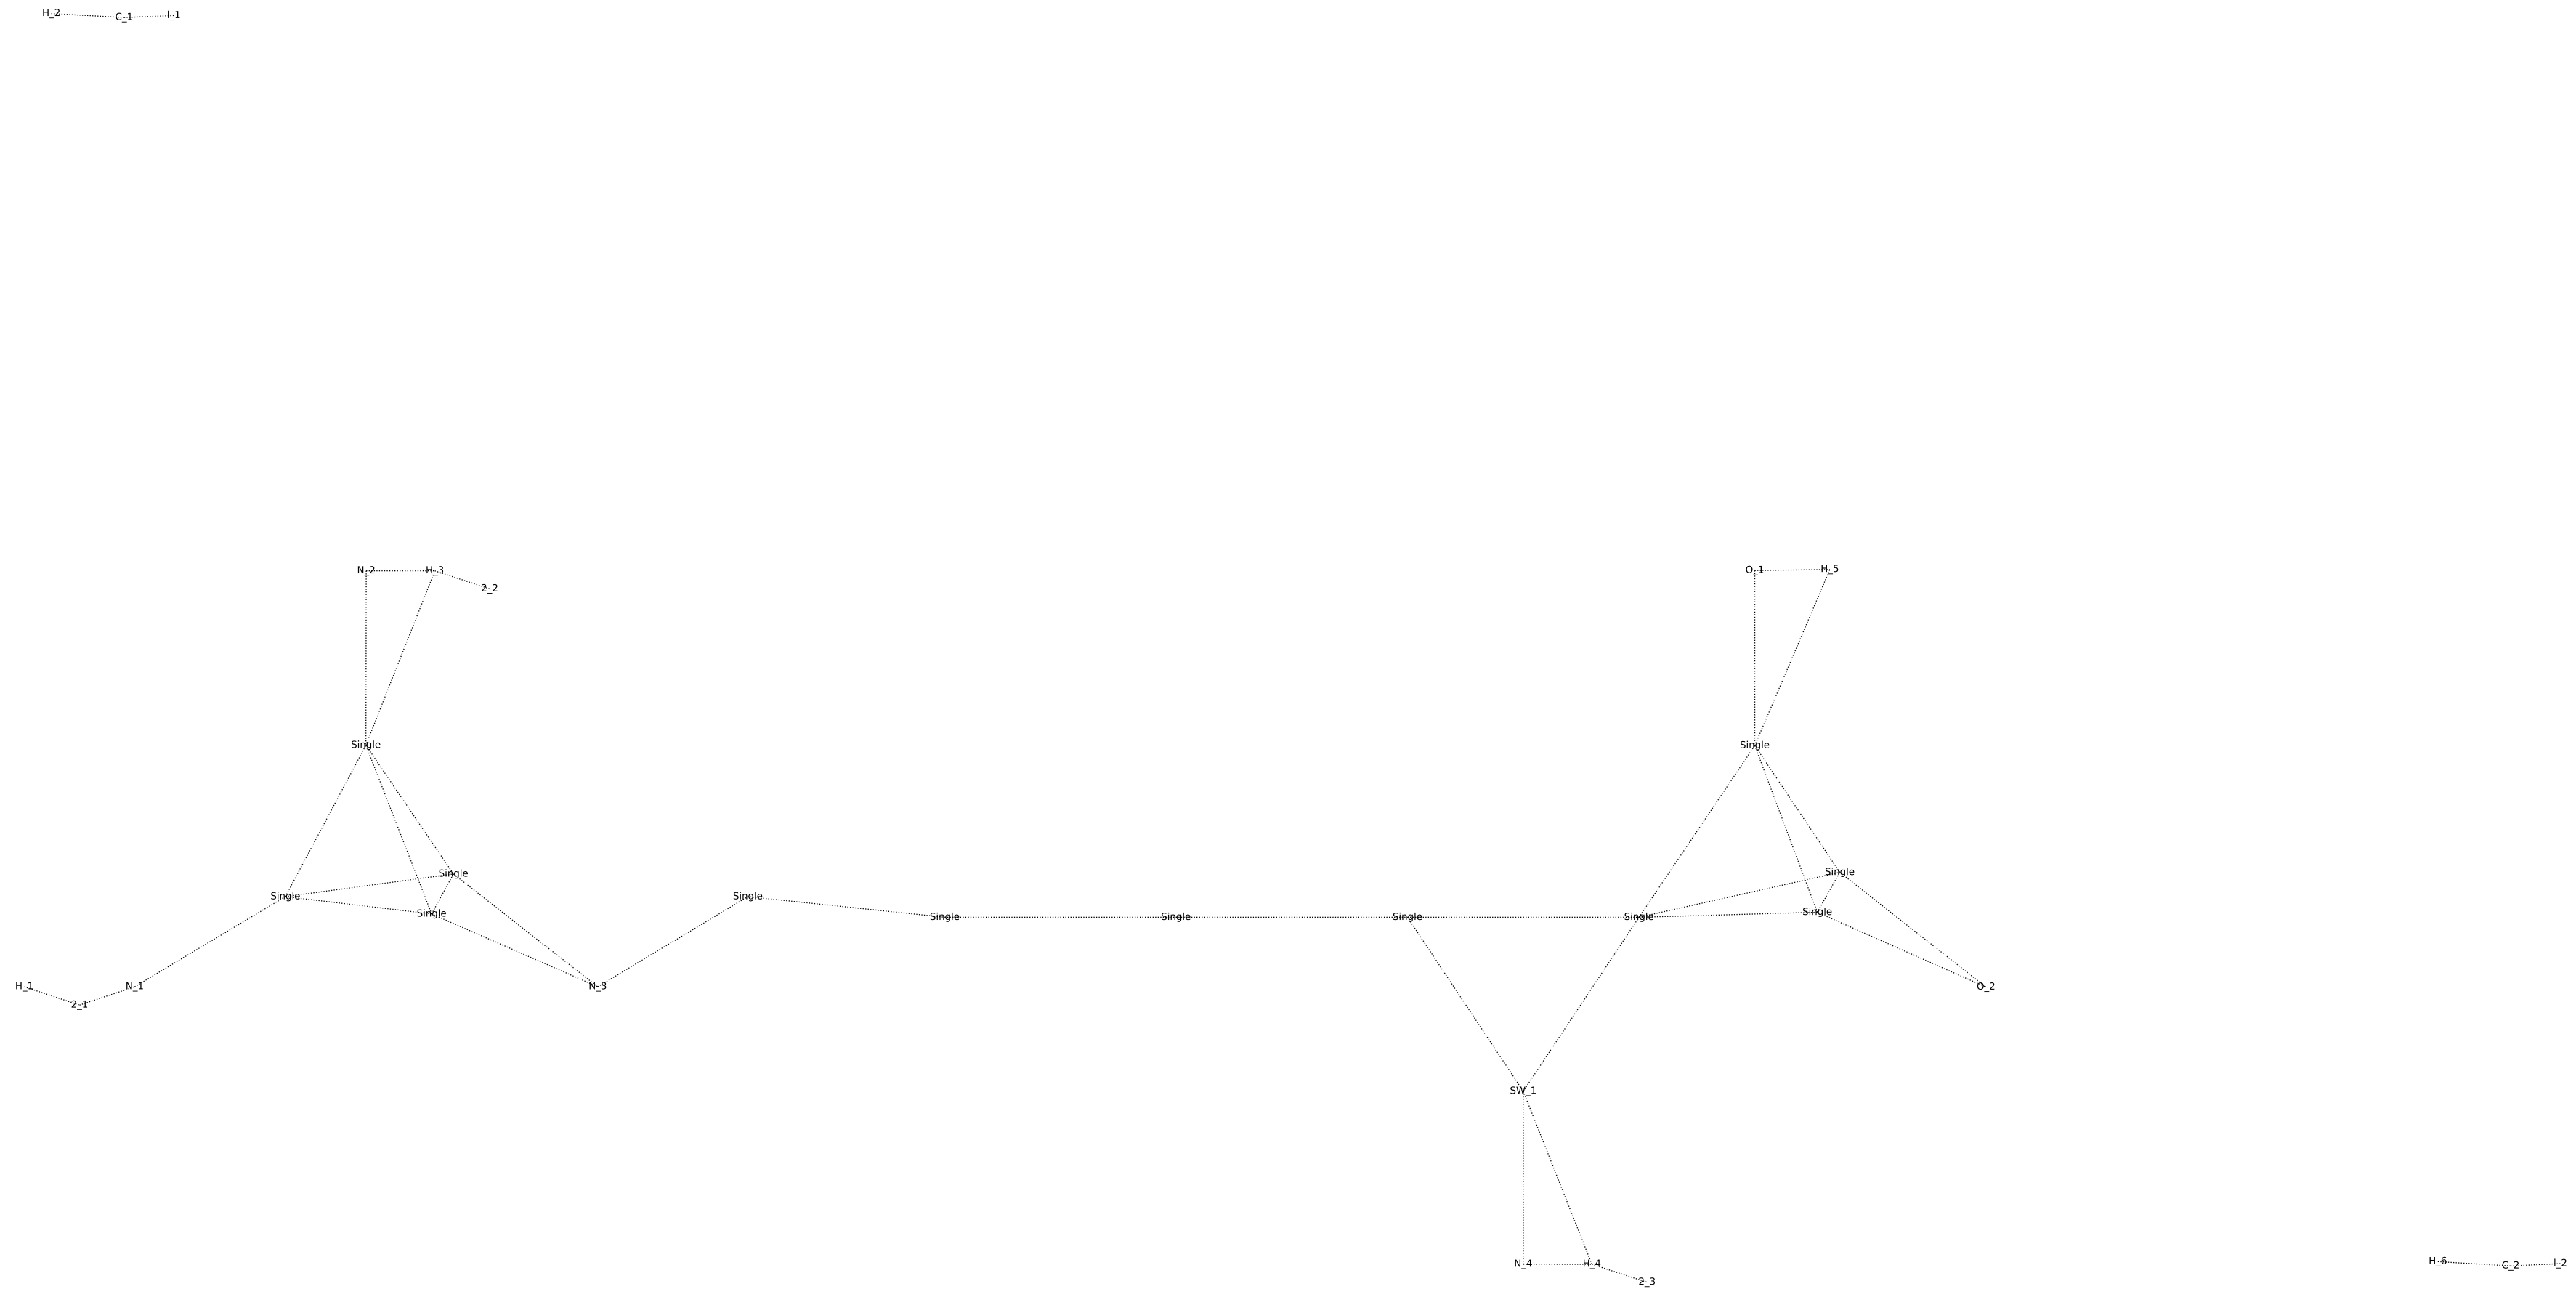 H_2 C_1 I_1
N_2 H_3 O_1 H_5
2_2
Single Single
Single Single
Single Single
Single Single Single
Single Single Single Single
H_1 N_1 N_3 O_2
2_1
SW_1
H_6 C_2 I_2
N_4 H_4
2_3